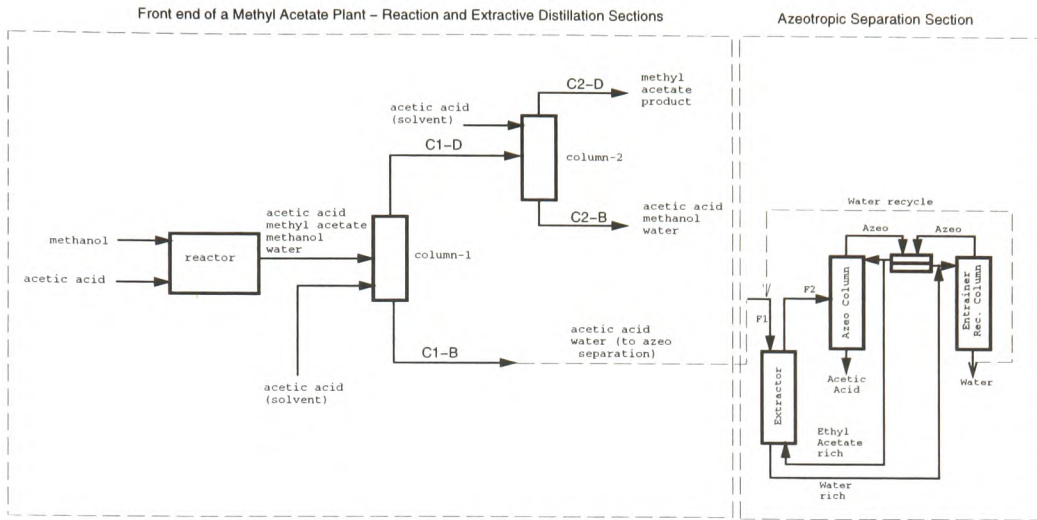 Front end of a Methyl Acetate Plant – Reaction and Extractive Distillation Sections
Azeotropic Separation Section
C2–D
methyl
acetate
product
acetic acid
(solvent)
C1–D
column-2
acetic acid
methanol
water
C2–B
acetic acid
methyl acetate
methanol
water
methanol
reactor
acetic acid
column-1
C1–B
acetic acid
water (to azeo
separation)
acetic acid
(solvent)
Water recycle
Azeo
Azeo
F1
F2
Azeo Column
Entrainer
Rec. Column
Extractor
Acetic
Acid
Water
Ethyl
Acetate
rich
Water
rich